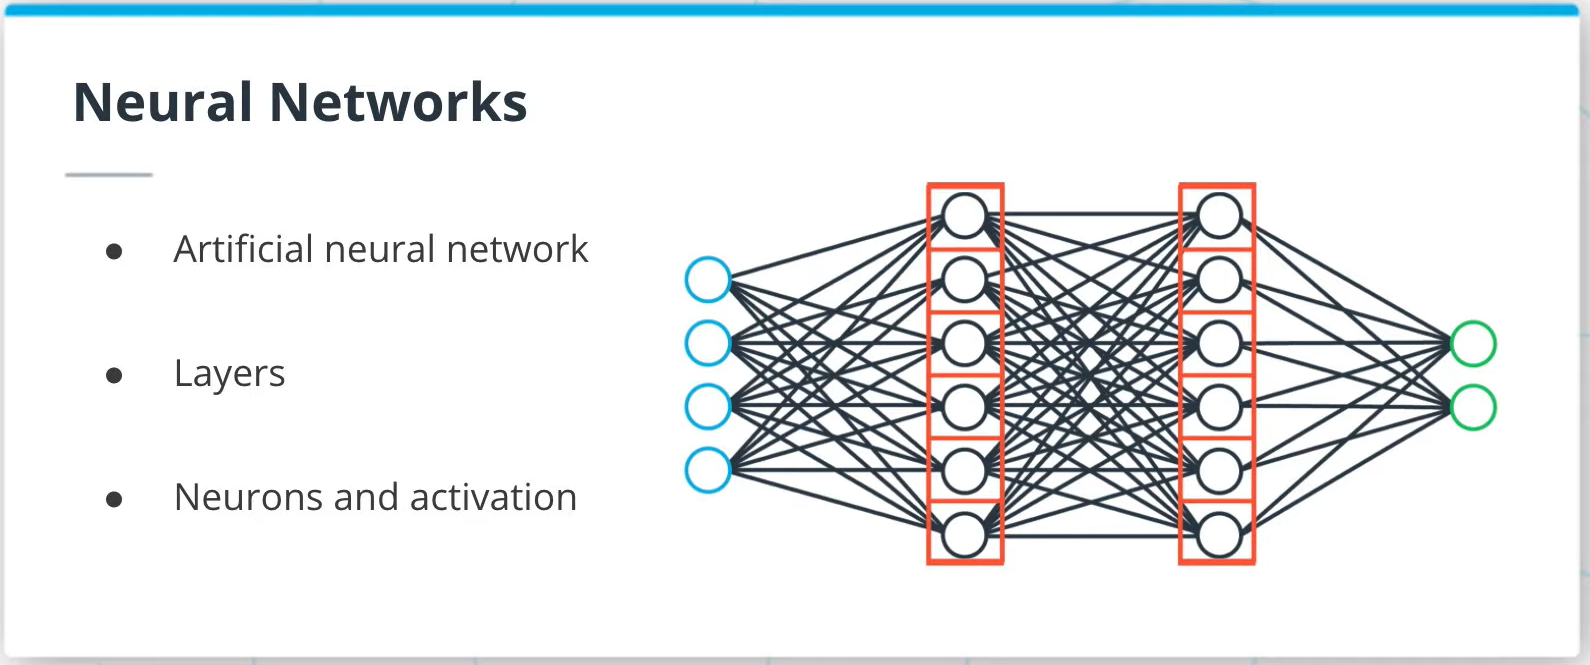 Neural Networks
● Artificial neural network
● Layers
● Neurons and activation